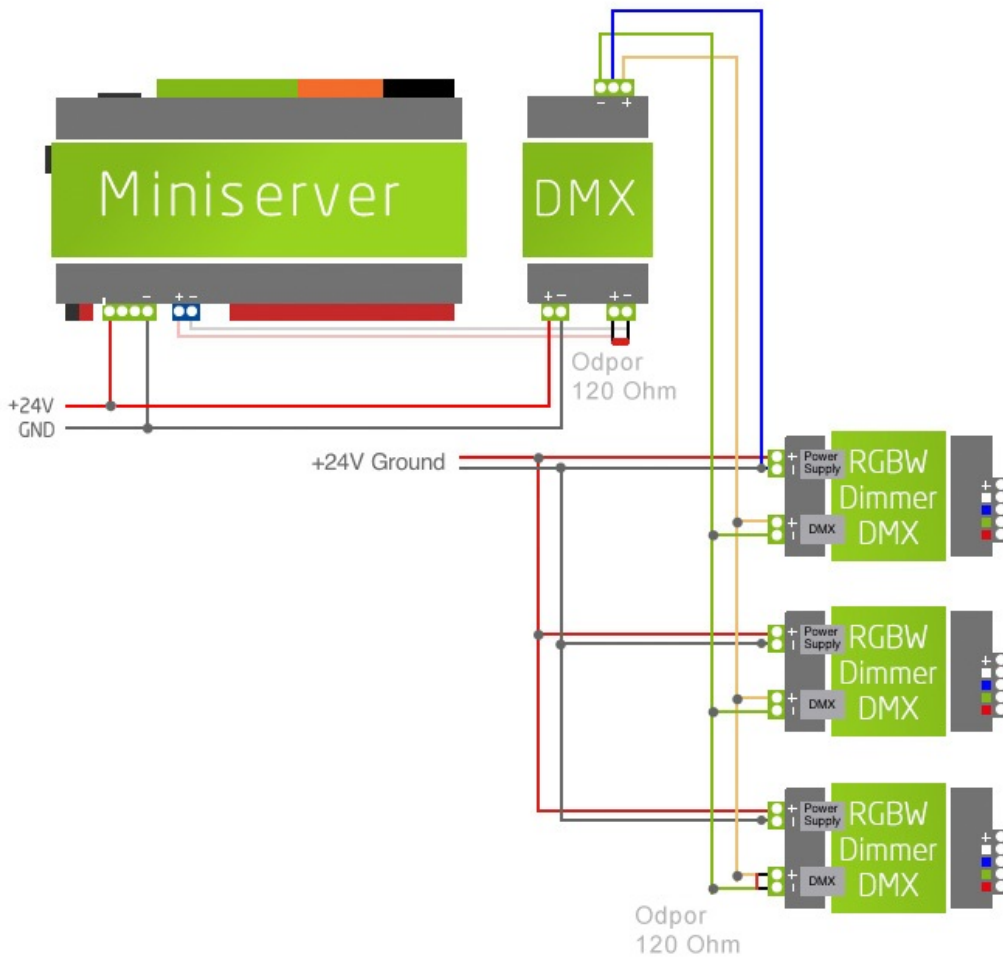 - +
Miniserver
DMX
- + -
+ -
+ -
Odpor
120 Ohm
+24V
GND
+24V Ground
+ Power
- Supply
RGBW
Dimmer
DMX
+ DMX
-
+
+ Power
- Supply
RGBW
Dimmer
DMX
+ DMX
-
+
+ Power
- Supply
RGBW
Dimmer
DMX
+ DMX
-
+
Odpor
120 Ohm